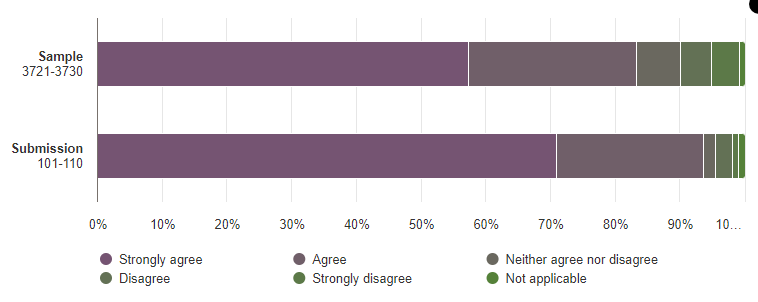 Sample
3721-3730
Submission
101-110
0% 10% 20% 30% 40% 50% 60% 70% 80% 90% 10...
Strongly agree Agree Neither agree nor disagree
Disagree Strongly disagree Not applicable